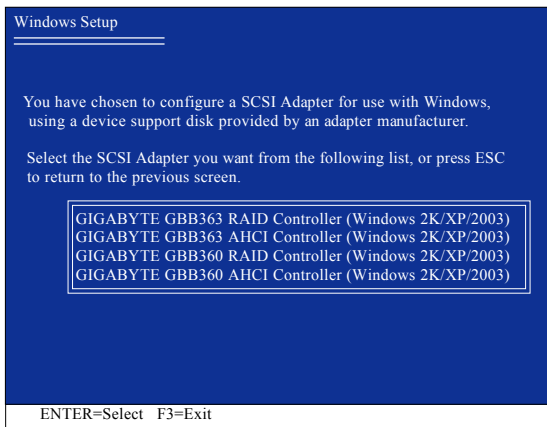 Windows Setup
You have chosen to configure a SCSI Adapter for use with Windows,
using a device support disk provided by an adapter manufacturer.
Select the SCSI Adapter you want from the following list, or press ESC
to return to the previous screen.
GIGABYTE GBB363 RAID Controller (Windows 2K/XP/2003)
GIGABYTE GBB363 AHCI Controller (Windows 2K/XP/2003)
GIGABYTE GBB360 RAID Controller (Windows 2K/XP/2003)
GIGABYTE GBB360 AHCI Controller (Windows 2K/XP/2003)
ENTER=Select F3=Exit